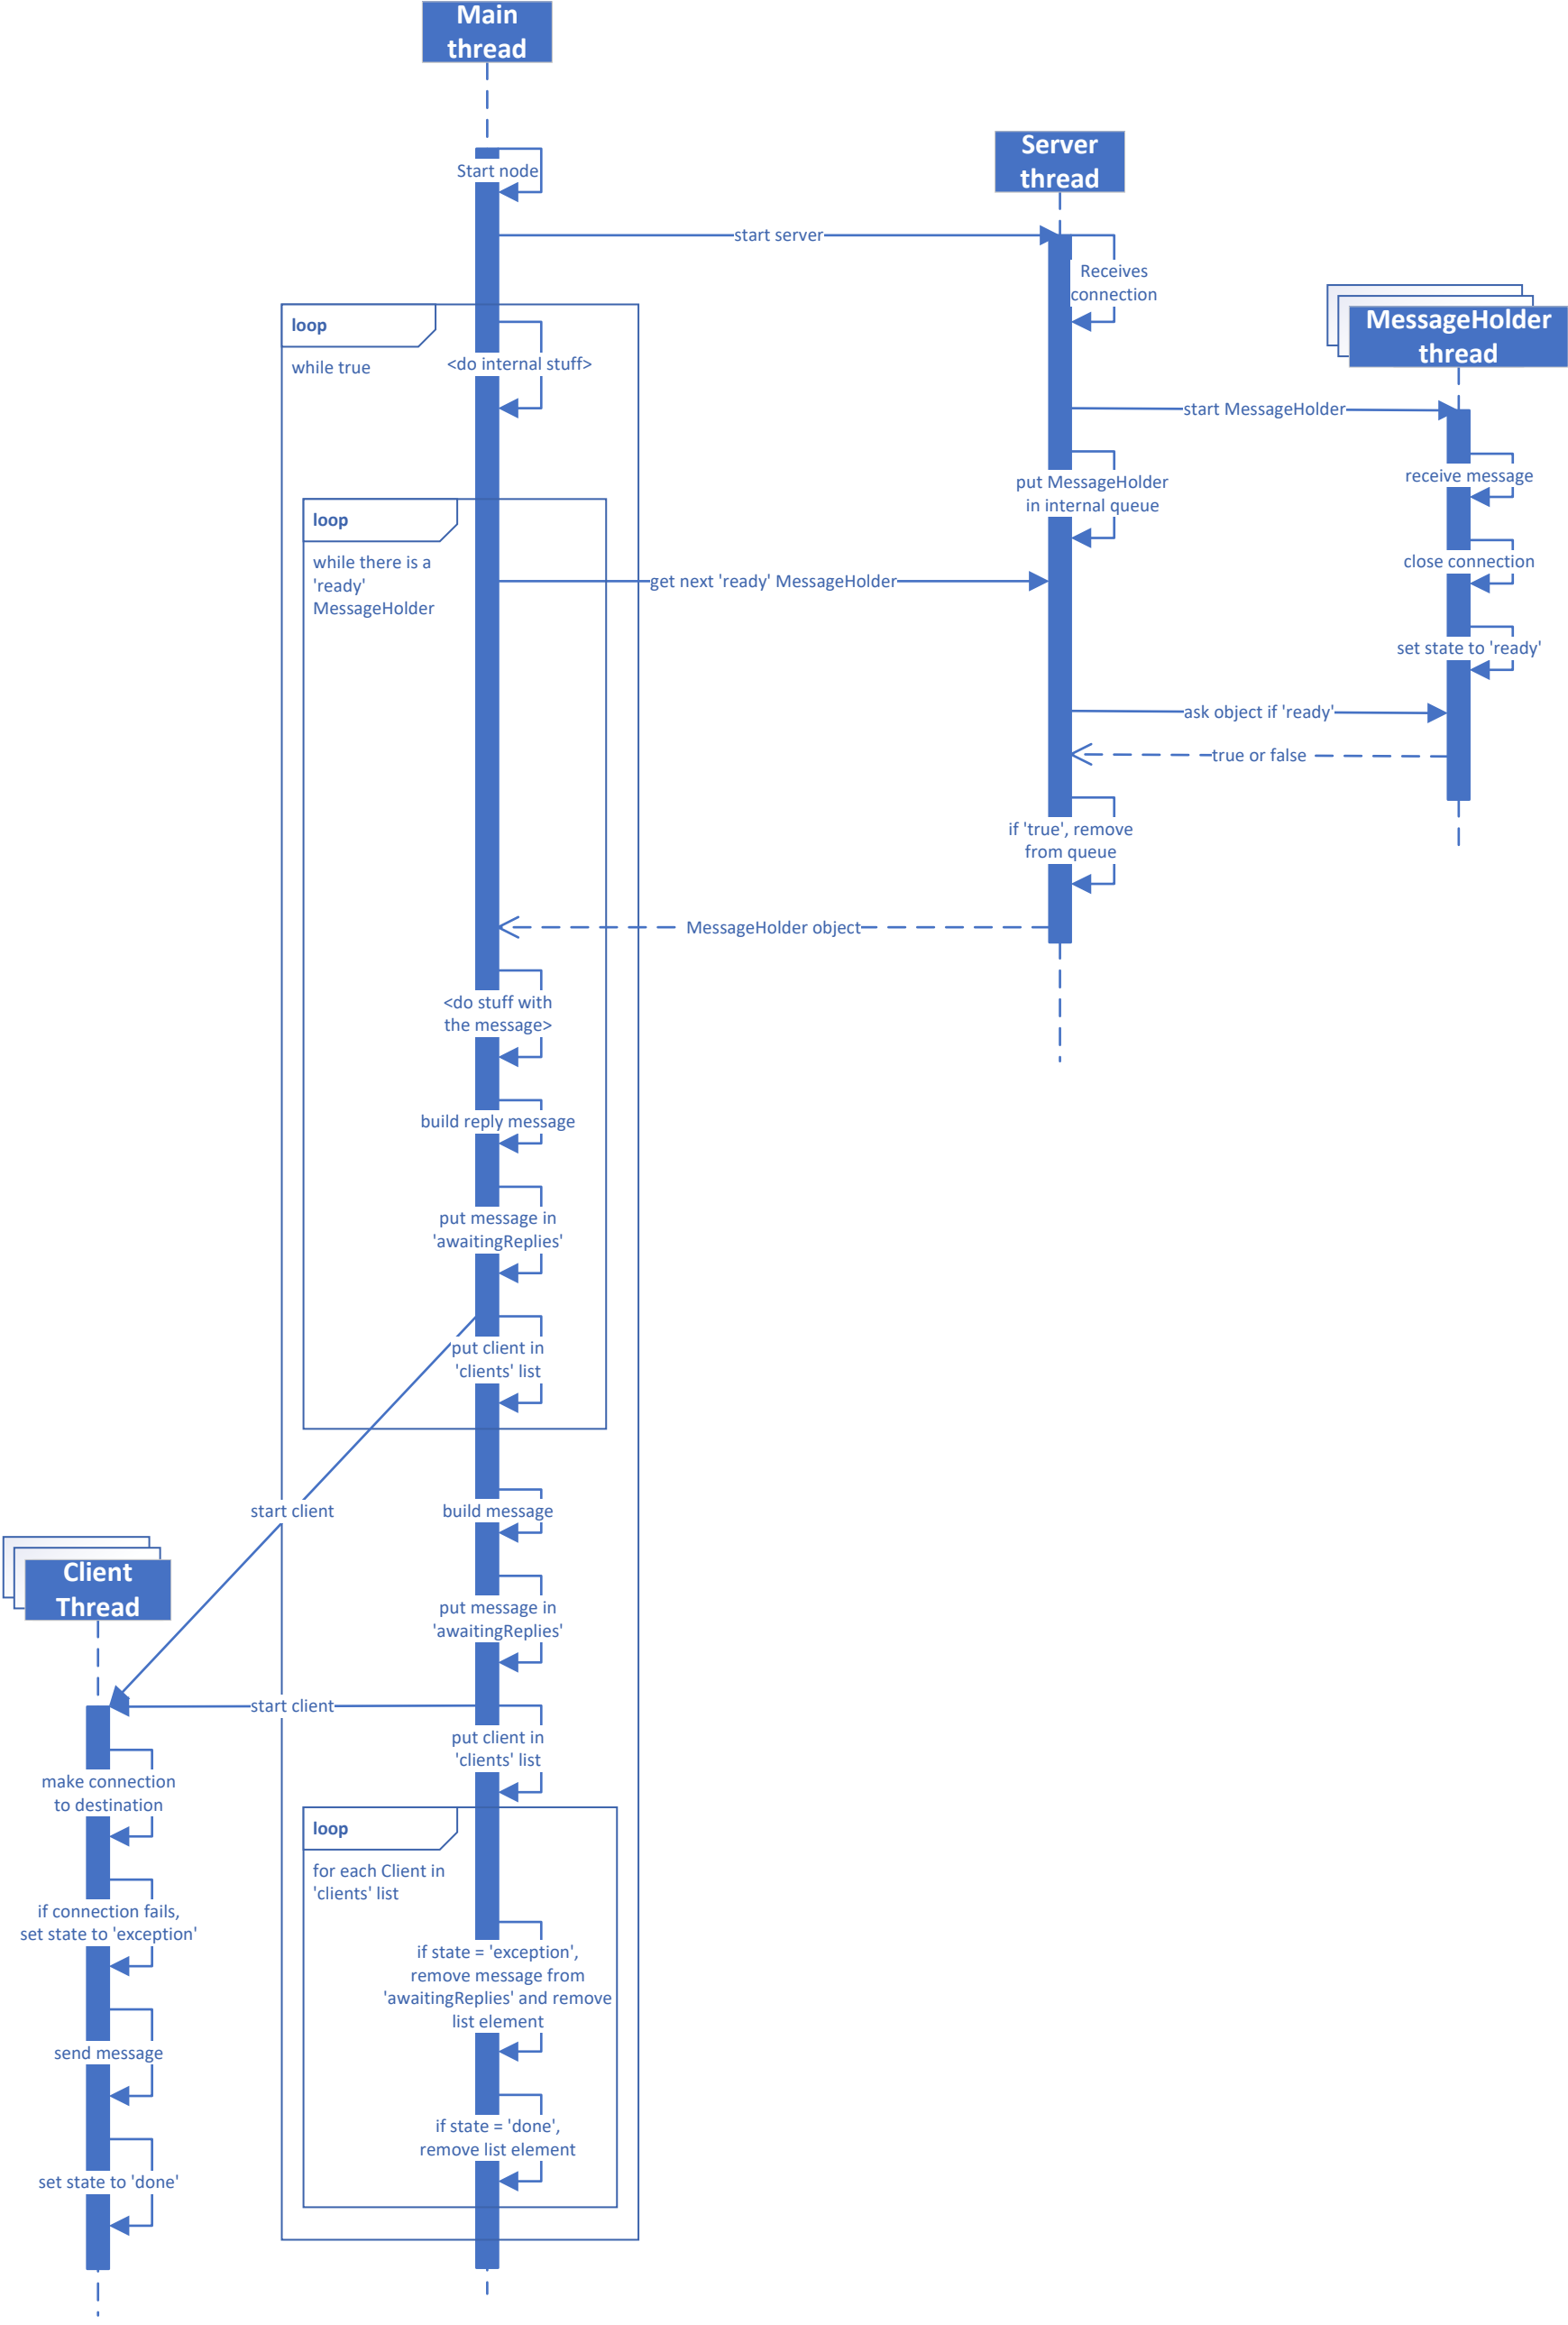 Main
thread
Server
thread
Start node
start server
Receives
connection
MessageHolder
thread
loop
while true
<do internal stuff>
start MessageHolder
receive message
put MessageHolder
in internal queue
loop
while there is a
'ready'
MessageHolder
close connection
get next 'ready' MessageHolder
set state to 'ready'
ask object if 'ready'
true or false
if 'true', remove
from queue
MessageHolder object
<do stuff with
the message>
build reply message
put message in
'awaitingReplies'
put client in
'clients' list
start client
build message
Client
Thread
put message in
'awaitingReplies'
start client
put client in
'clients' list
make connection
to destination
loop
for each Client in
'clients' list
if connection fails,
set state to 'exception'
if state = 'exception',
remove message from
'awaitingReplies' and remove
list element
send message
if state = 'done',
remove list element
set state to 'done'